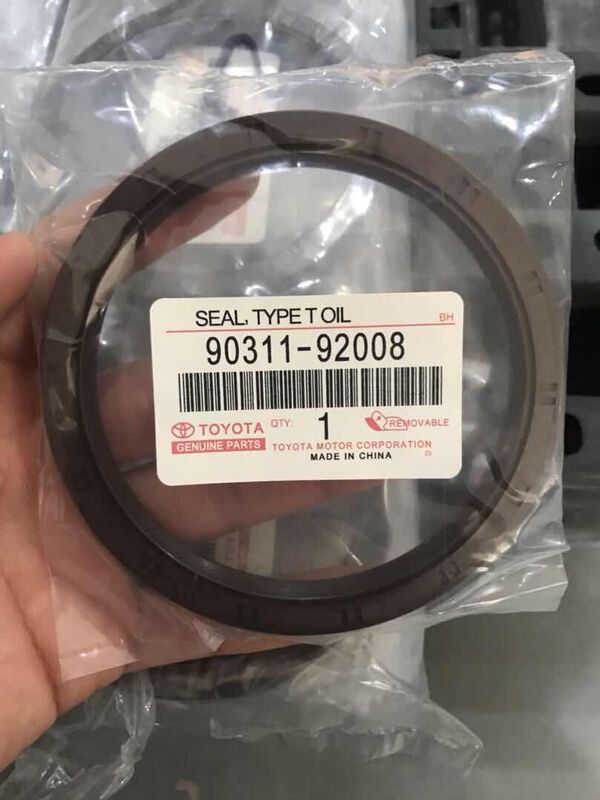 SEAL, TYPE T OIL
BH
90311-92008
TOYOTA
GENUINE PARTS
QTY: 1
REMOVABLE
TOYOTA MOTOR CORPORATION
MADE IN CHINA